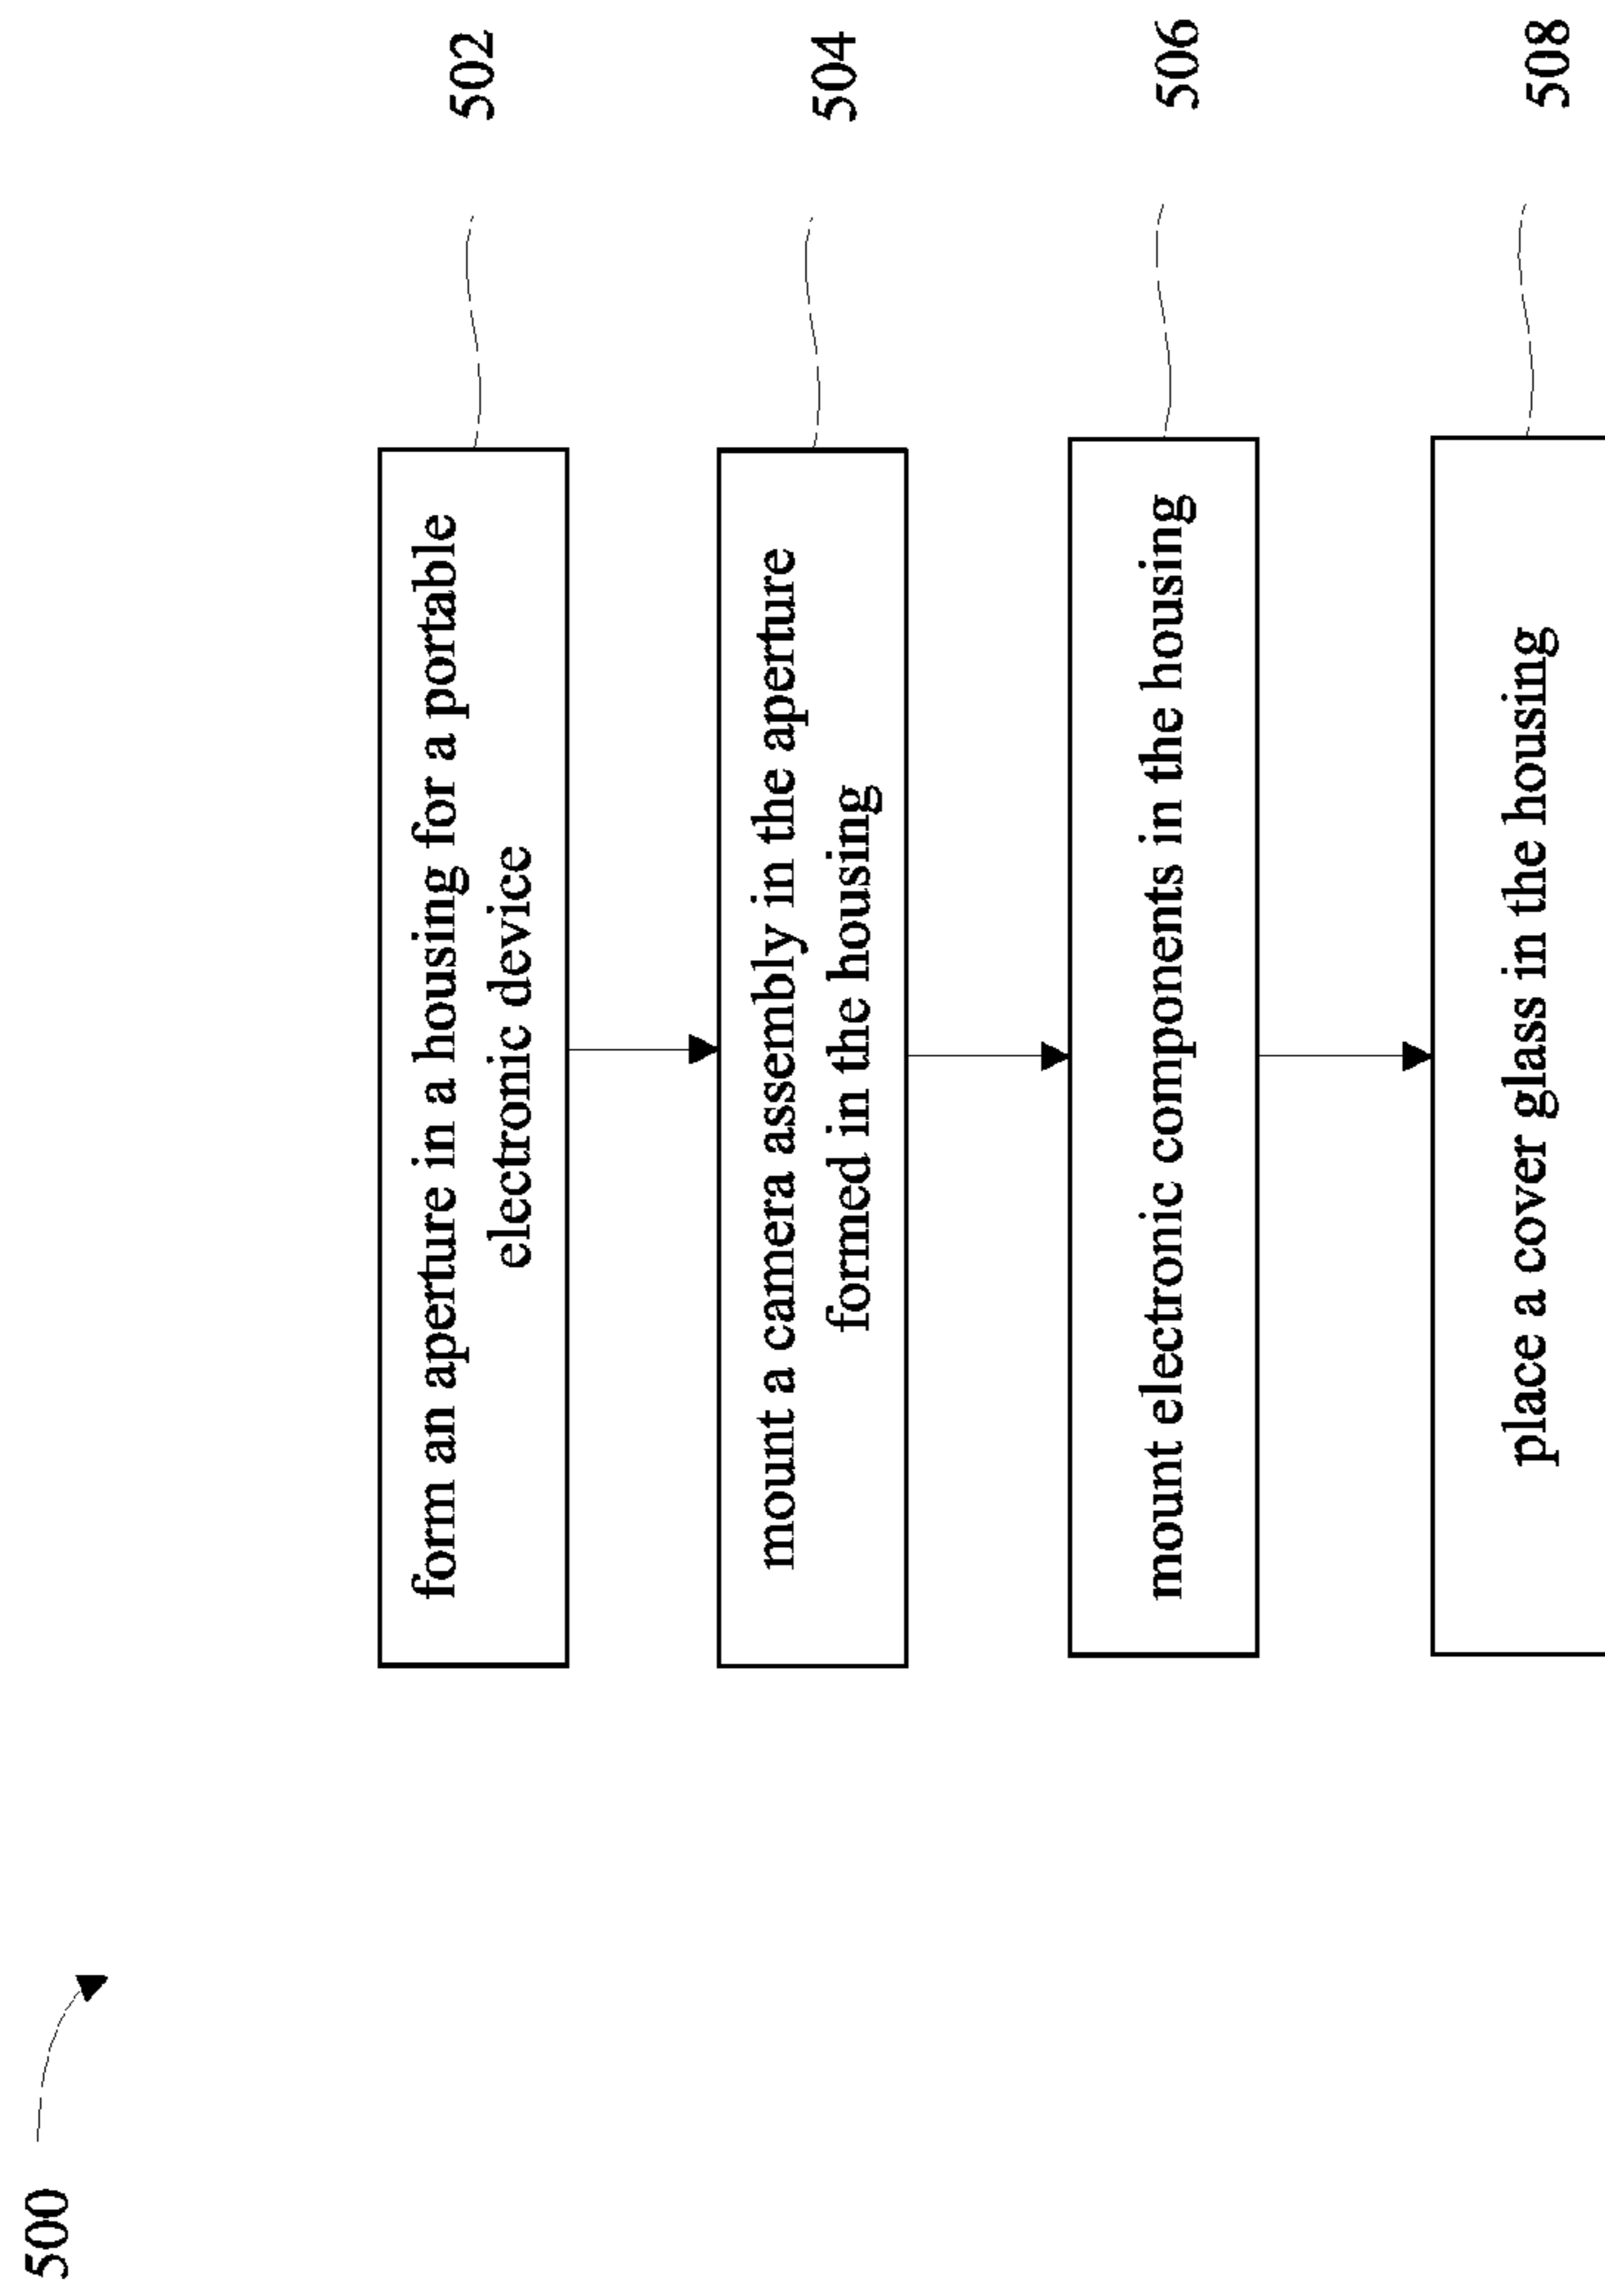 500
form an aperture in a housing for a portable
electronic device
502
mount a camera assembly in the aperture
formed in the housing
504
mount electronic components in the housing
506
place a cover glass in the housing
508